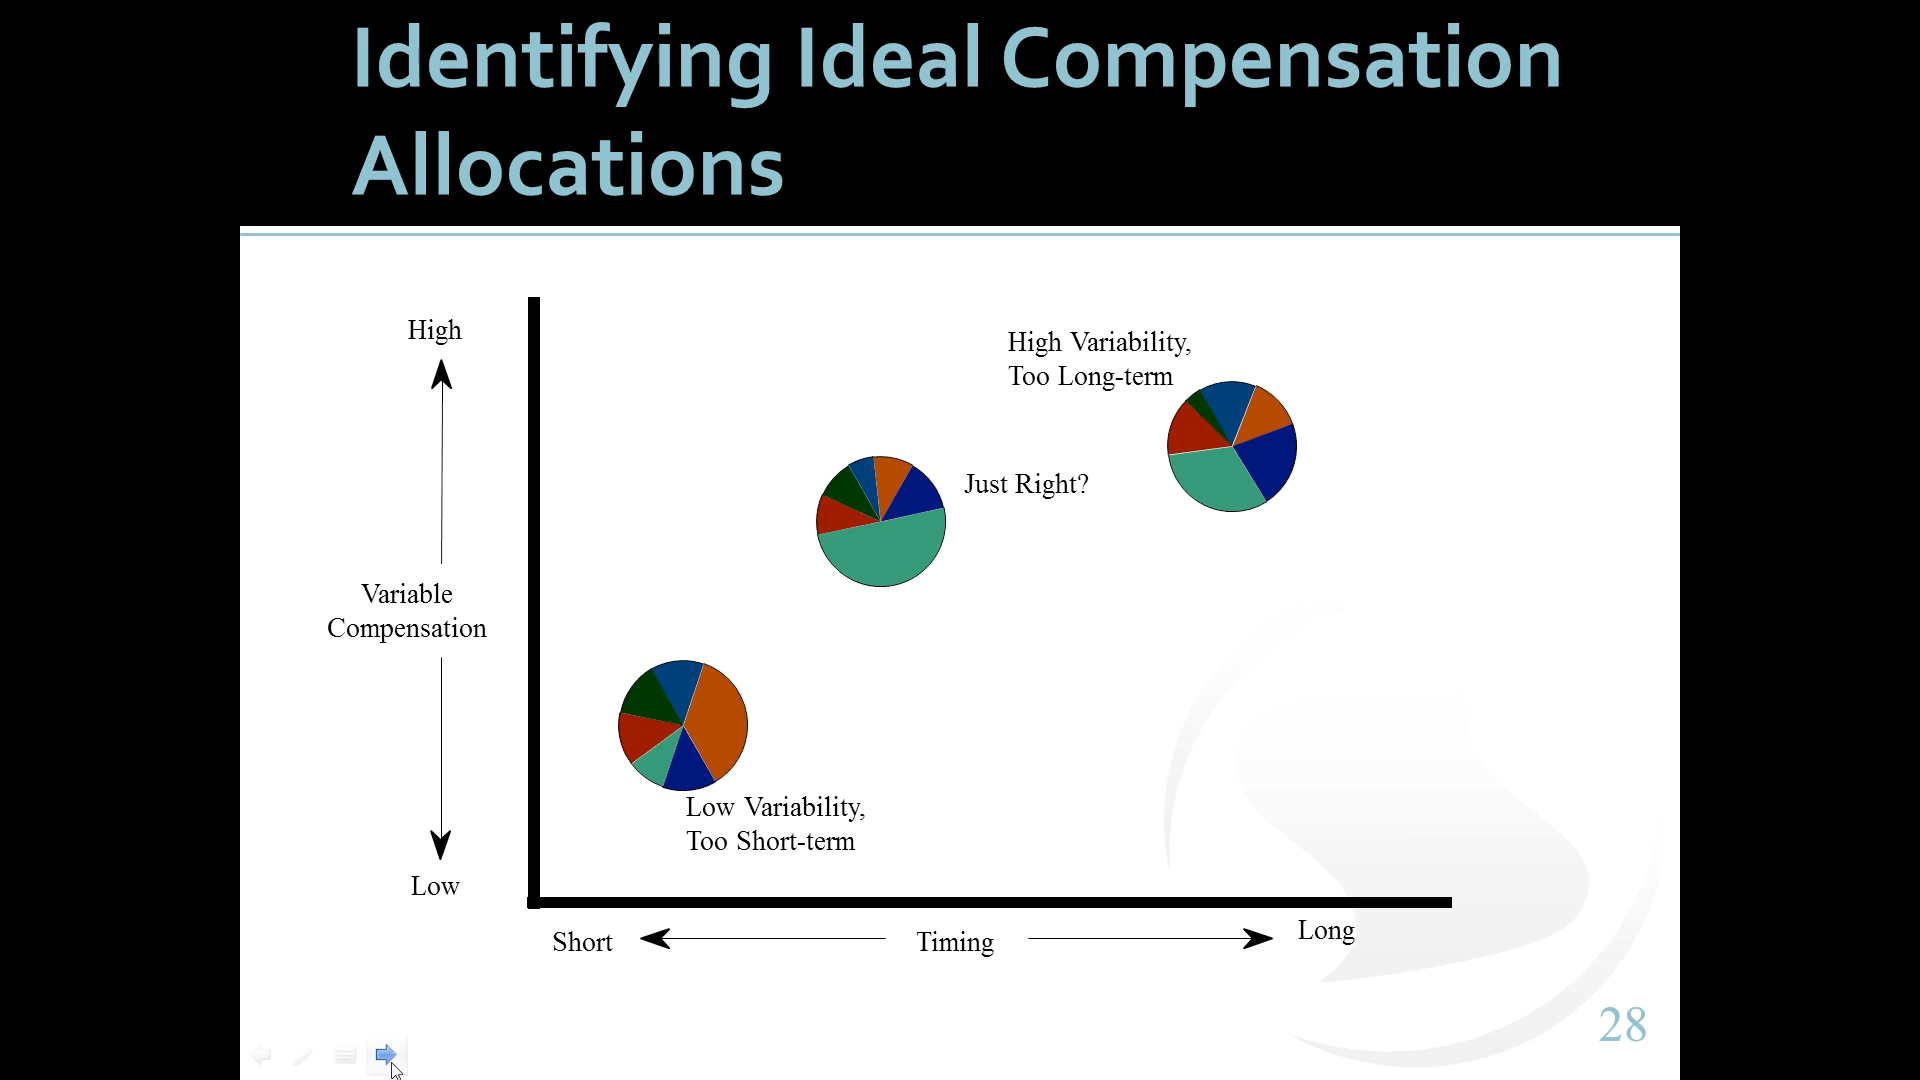 Identifying Ideal Compensation
Allocations
High
High Variability,
Too Long-term
Just Right?
Variable
Compensation
Low Variability,
Too Short-term
Low
Short
Timing
Long
28